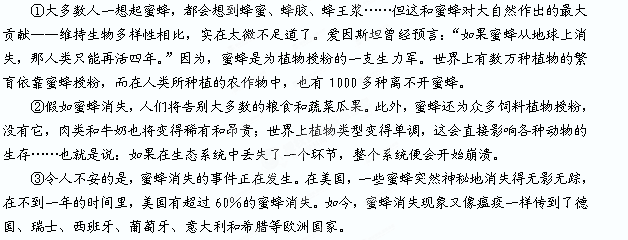 ①大多数人一想起蜜蜂，都会想到蜂蜜、蜂胶、蜂王浆……但这和蜜蜂对大自然作出的最大
贡献——维持生物多样性相比，实在太微不足道了。爱因斯坦曾经预言：“如果蜜蜂从地球上消
失，那人类只能再活四年。”因为，蜜蜂是为植物授粉的一支生力军。世界上有数万种植物的繁
育依靠蜜蜂授粉，而在人类所种植的农作物中，也有 1000 多种离不开蜜蜂。
②假如蜜蜂消失，人们将告别大多数的粮食和蔬菜瓜果。此外，蜜蜂还为众多饲料植物授粉，
没有它，肉类和牛奶也将变得稀有和昂贵；世界上植物类型变得单调，这会直接影响各种动物的
生存……也就是说：如果在生态系统中丢失了一个环节，整个系统便会开始崩溃。
③令人不安的是，蜜蜂消失的事件正在发生。在美国，一些蜜蜂突然神秘地消失得无影无踪，
在不到一年的时间里，美国有超过 60%的蜜蜂消失。如今，蜜蜂消失现象又像瘟疫一样传到了德
国、瑞士、西班牙、葡萄牙、意大利和希腊等欧洲国家。